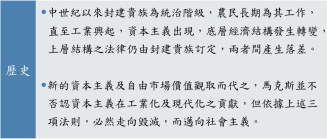 歷史
•中世紀以來封建貴族為統治階級，農民長期為其工作，
直至工業興起，資本主義出現，底層經濟結構發生轉變，
上層結構之法律仍由封建貴族訂定，兩者間產生落差。
•新的資本主義及自由市場價值觀取而代之，馬克斯並不
否認資本主義在工業化及現代化之貢獻，但依據上述三
項法則，必然走向毀滅，而邁向社會主義。